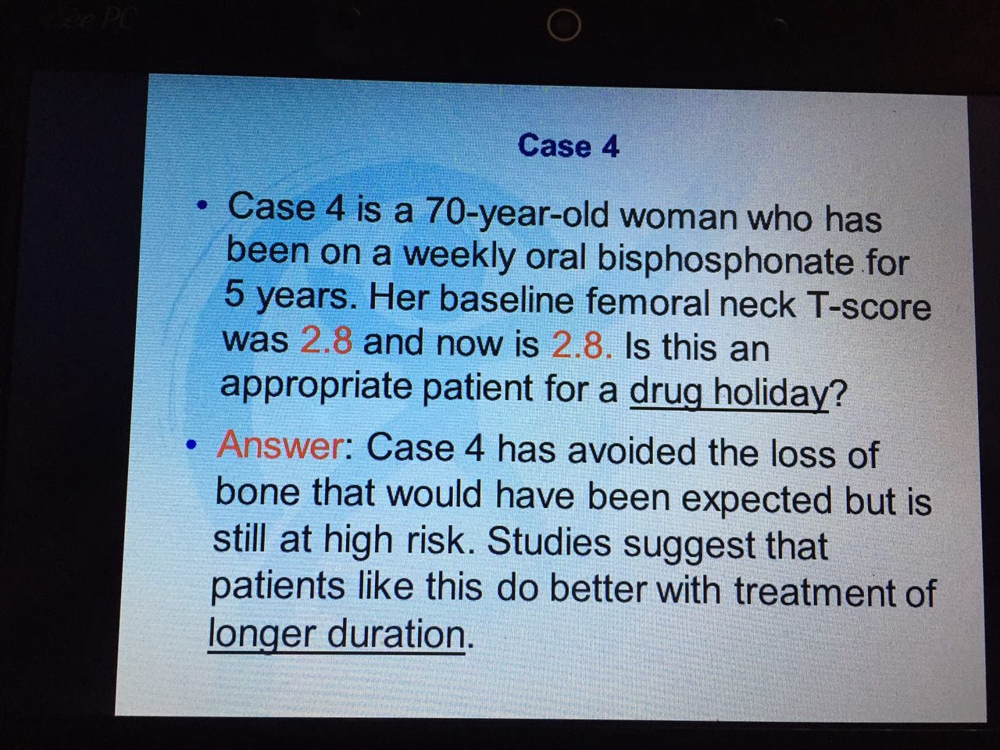 Case 4
• Case 4 is a 70-year-old woman who has
been on a weekly oral bisphosphonate for
5 years. Her baseline femoral neck T-score
was 2.8 and now is 2.8. Is this an
appropriate patient for a drug holiday?
• Answer: Case 4 has avoided the loss of
bone that would have been expected but is
still at high risk. Studies suggest that
patients like this do better with treatment of
longer duration.